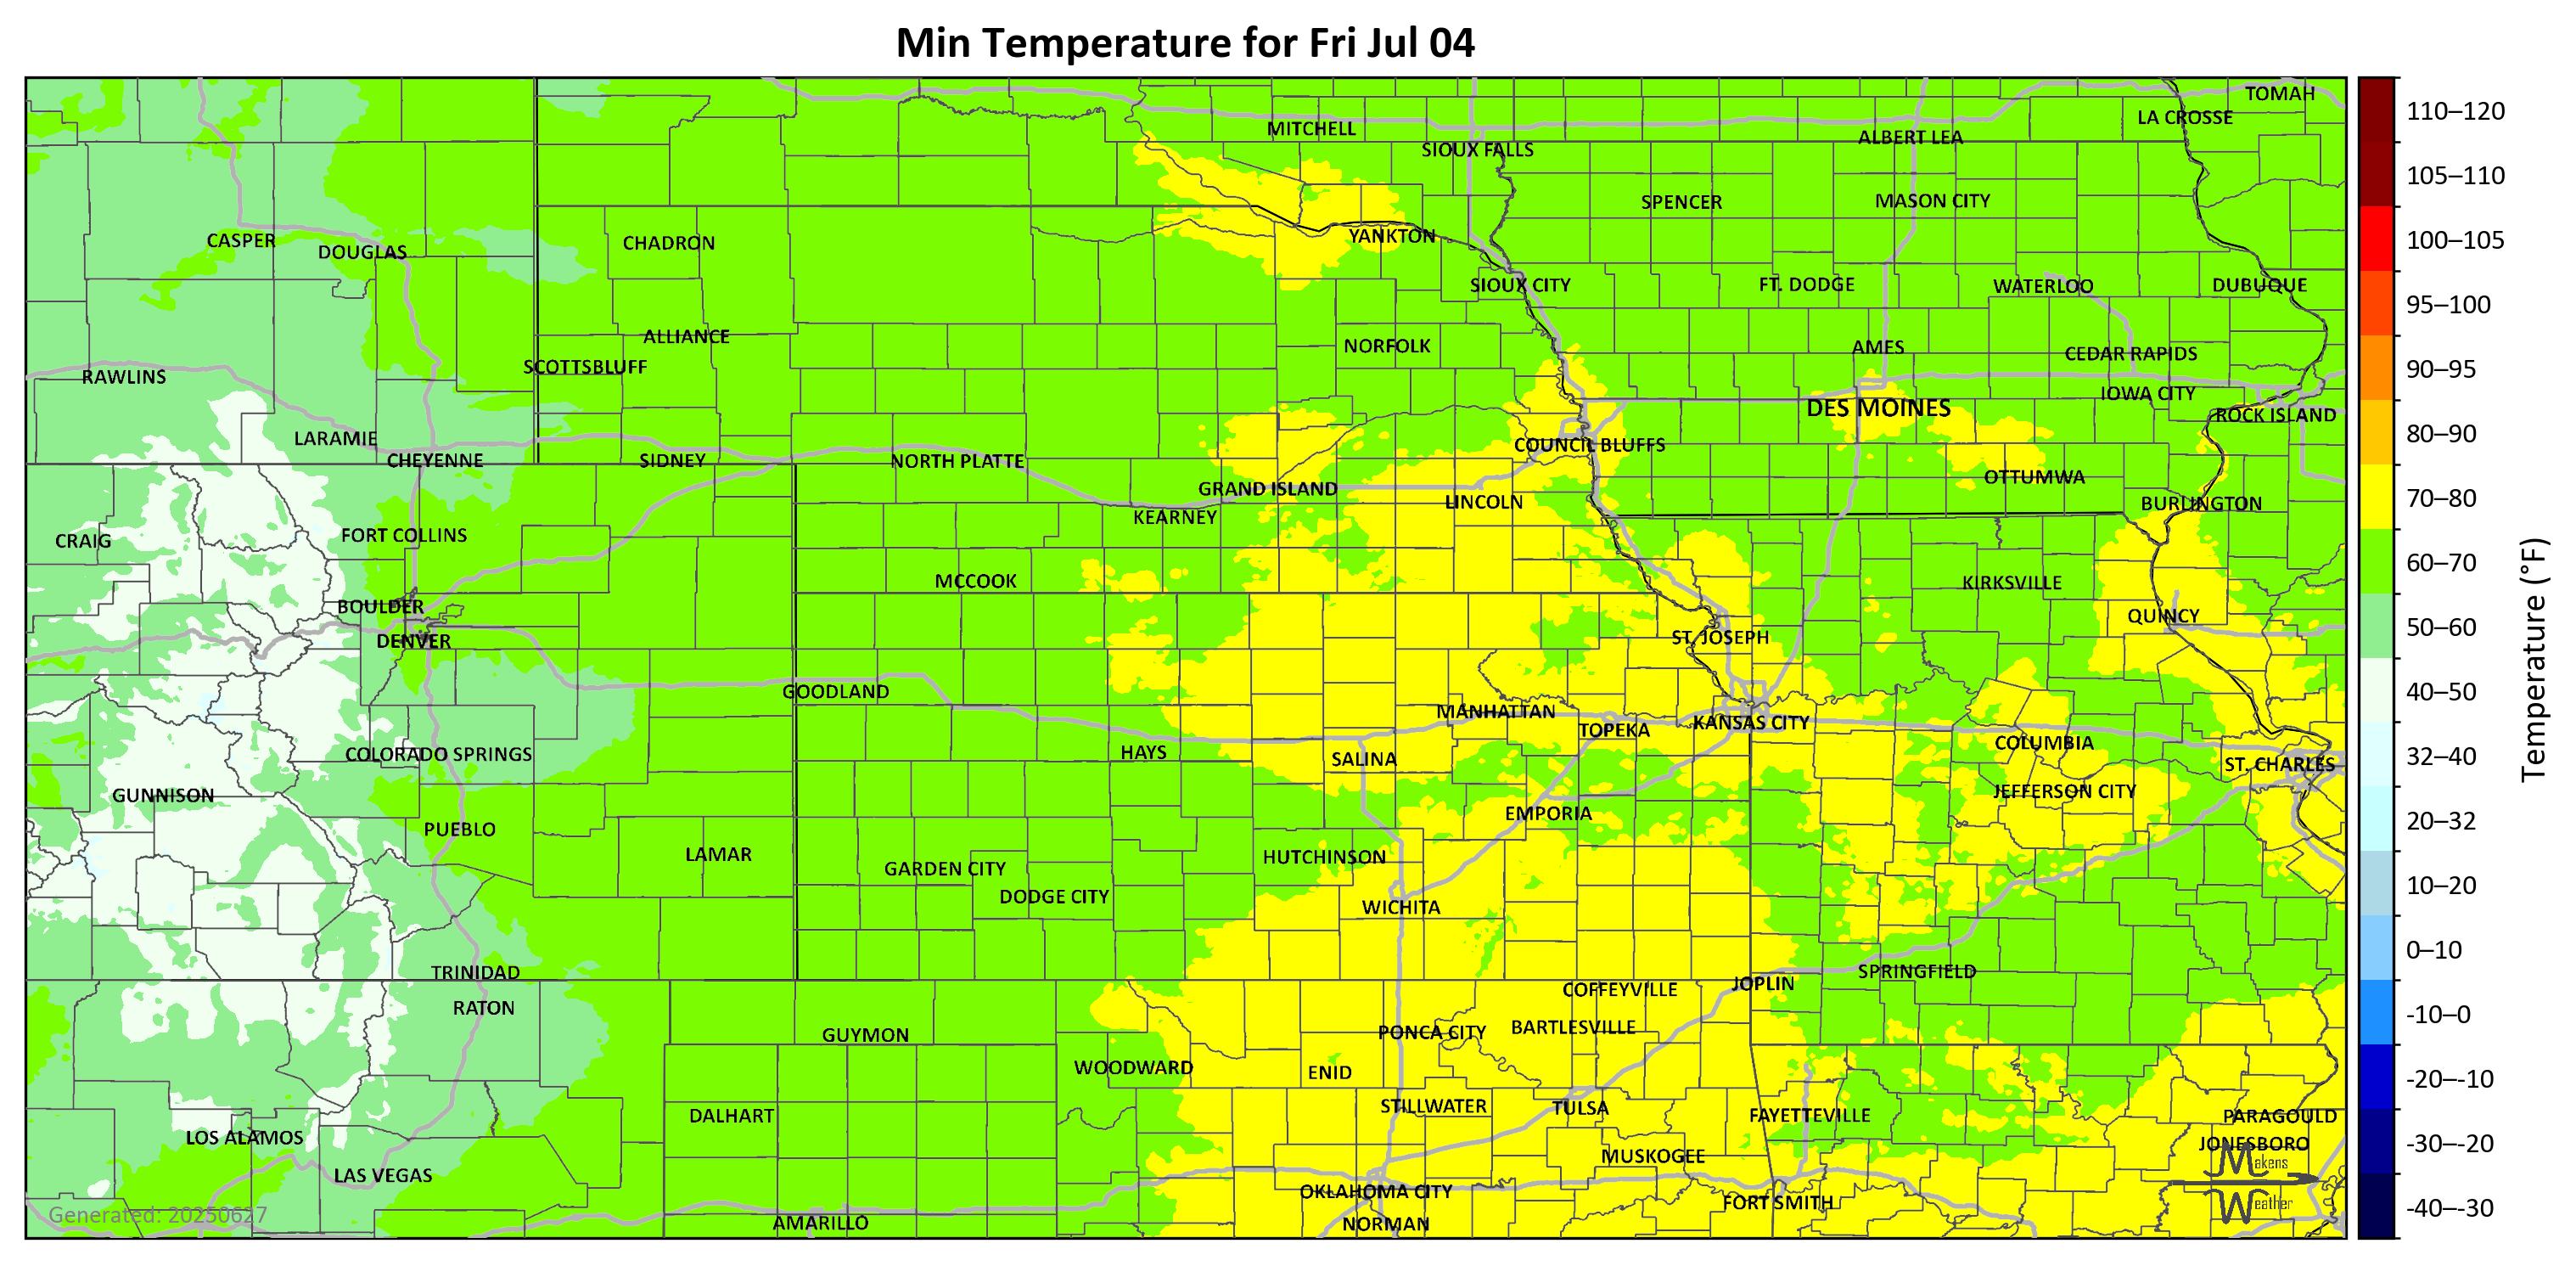 Min Temperature for Fri Jul 04
TOMAH
LA CROSSE
MITCHELL
ALBERT LEA
SIOUX FALLS
SPENCER
MASON CITY
CASPER
DOUGLAS
CHADRON
YANKTON
SIOUX CITY
FT. DODGE
WATERLOO
DUBUQUE
ALLIANCE
NORFOLK
AMES
CEDAR RAPIDS
SCOTTSBLUFF
RAWLINS
IOWA CITY
DES MOINES
ROCK ISLAND
LARAMIE
COUNCIL BLUFFS
CHEYENNE
SIDNEY
NORTH PLATTE
OTTUMWA
GRAND ISLAND
LINCOLN
BURLINGTON
KEARNEY
FORT COLLINS
CRAIG
MCCOOK
KIRKSVILLE
BOULDER
QUINCY
DENVER
ST. JOSEPH
GOODLAND
MANHATTAN
TOPEKA
KANSAS CITY
COLUMBIA
COLORADO SPRINGS
HAYS
SALINA
ST. CHARLES
GUNNISON
JEFFERSON CITY
EMPORIA
PUEBLO
LAMAR
HUTCHINSON
GARDEN CITY
DODGE CITY
WICHITA
TRINIDAD
SPRINGFIELD
JOPLIN
COFFEYVILLE
RATON
GUYMON
PONCA CITY
BARTLESVILLE
WOODWARD
ENID
DALHART
STILLWATER
TULSA
FAYETTEVILLE
PARAGOULD
LOS ALAMOS
JONESBORO
MUSKOGEE
LAS VEGAS
OKLAHOMA CITY
FORT SMITH
AMARILLO
NORMAN
Makens
Weather
Generated: 20250627
110–120
105–110
100–105
95–100
90–95
80–90
70–80
60–70
50–60
40–50
32–40
20–32
10–20
0–10
-10–0
-20–-10
-30–-20
-40–-30
Temperature (°F)